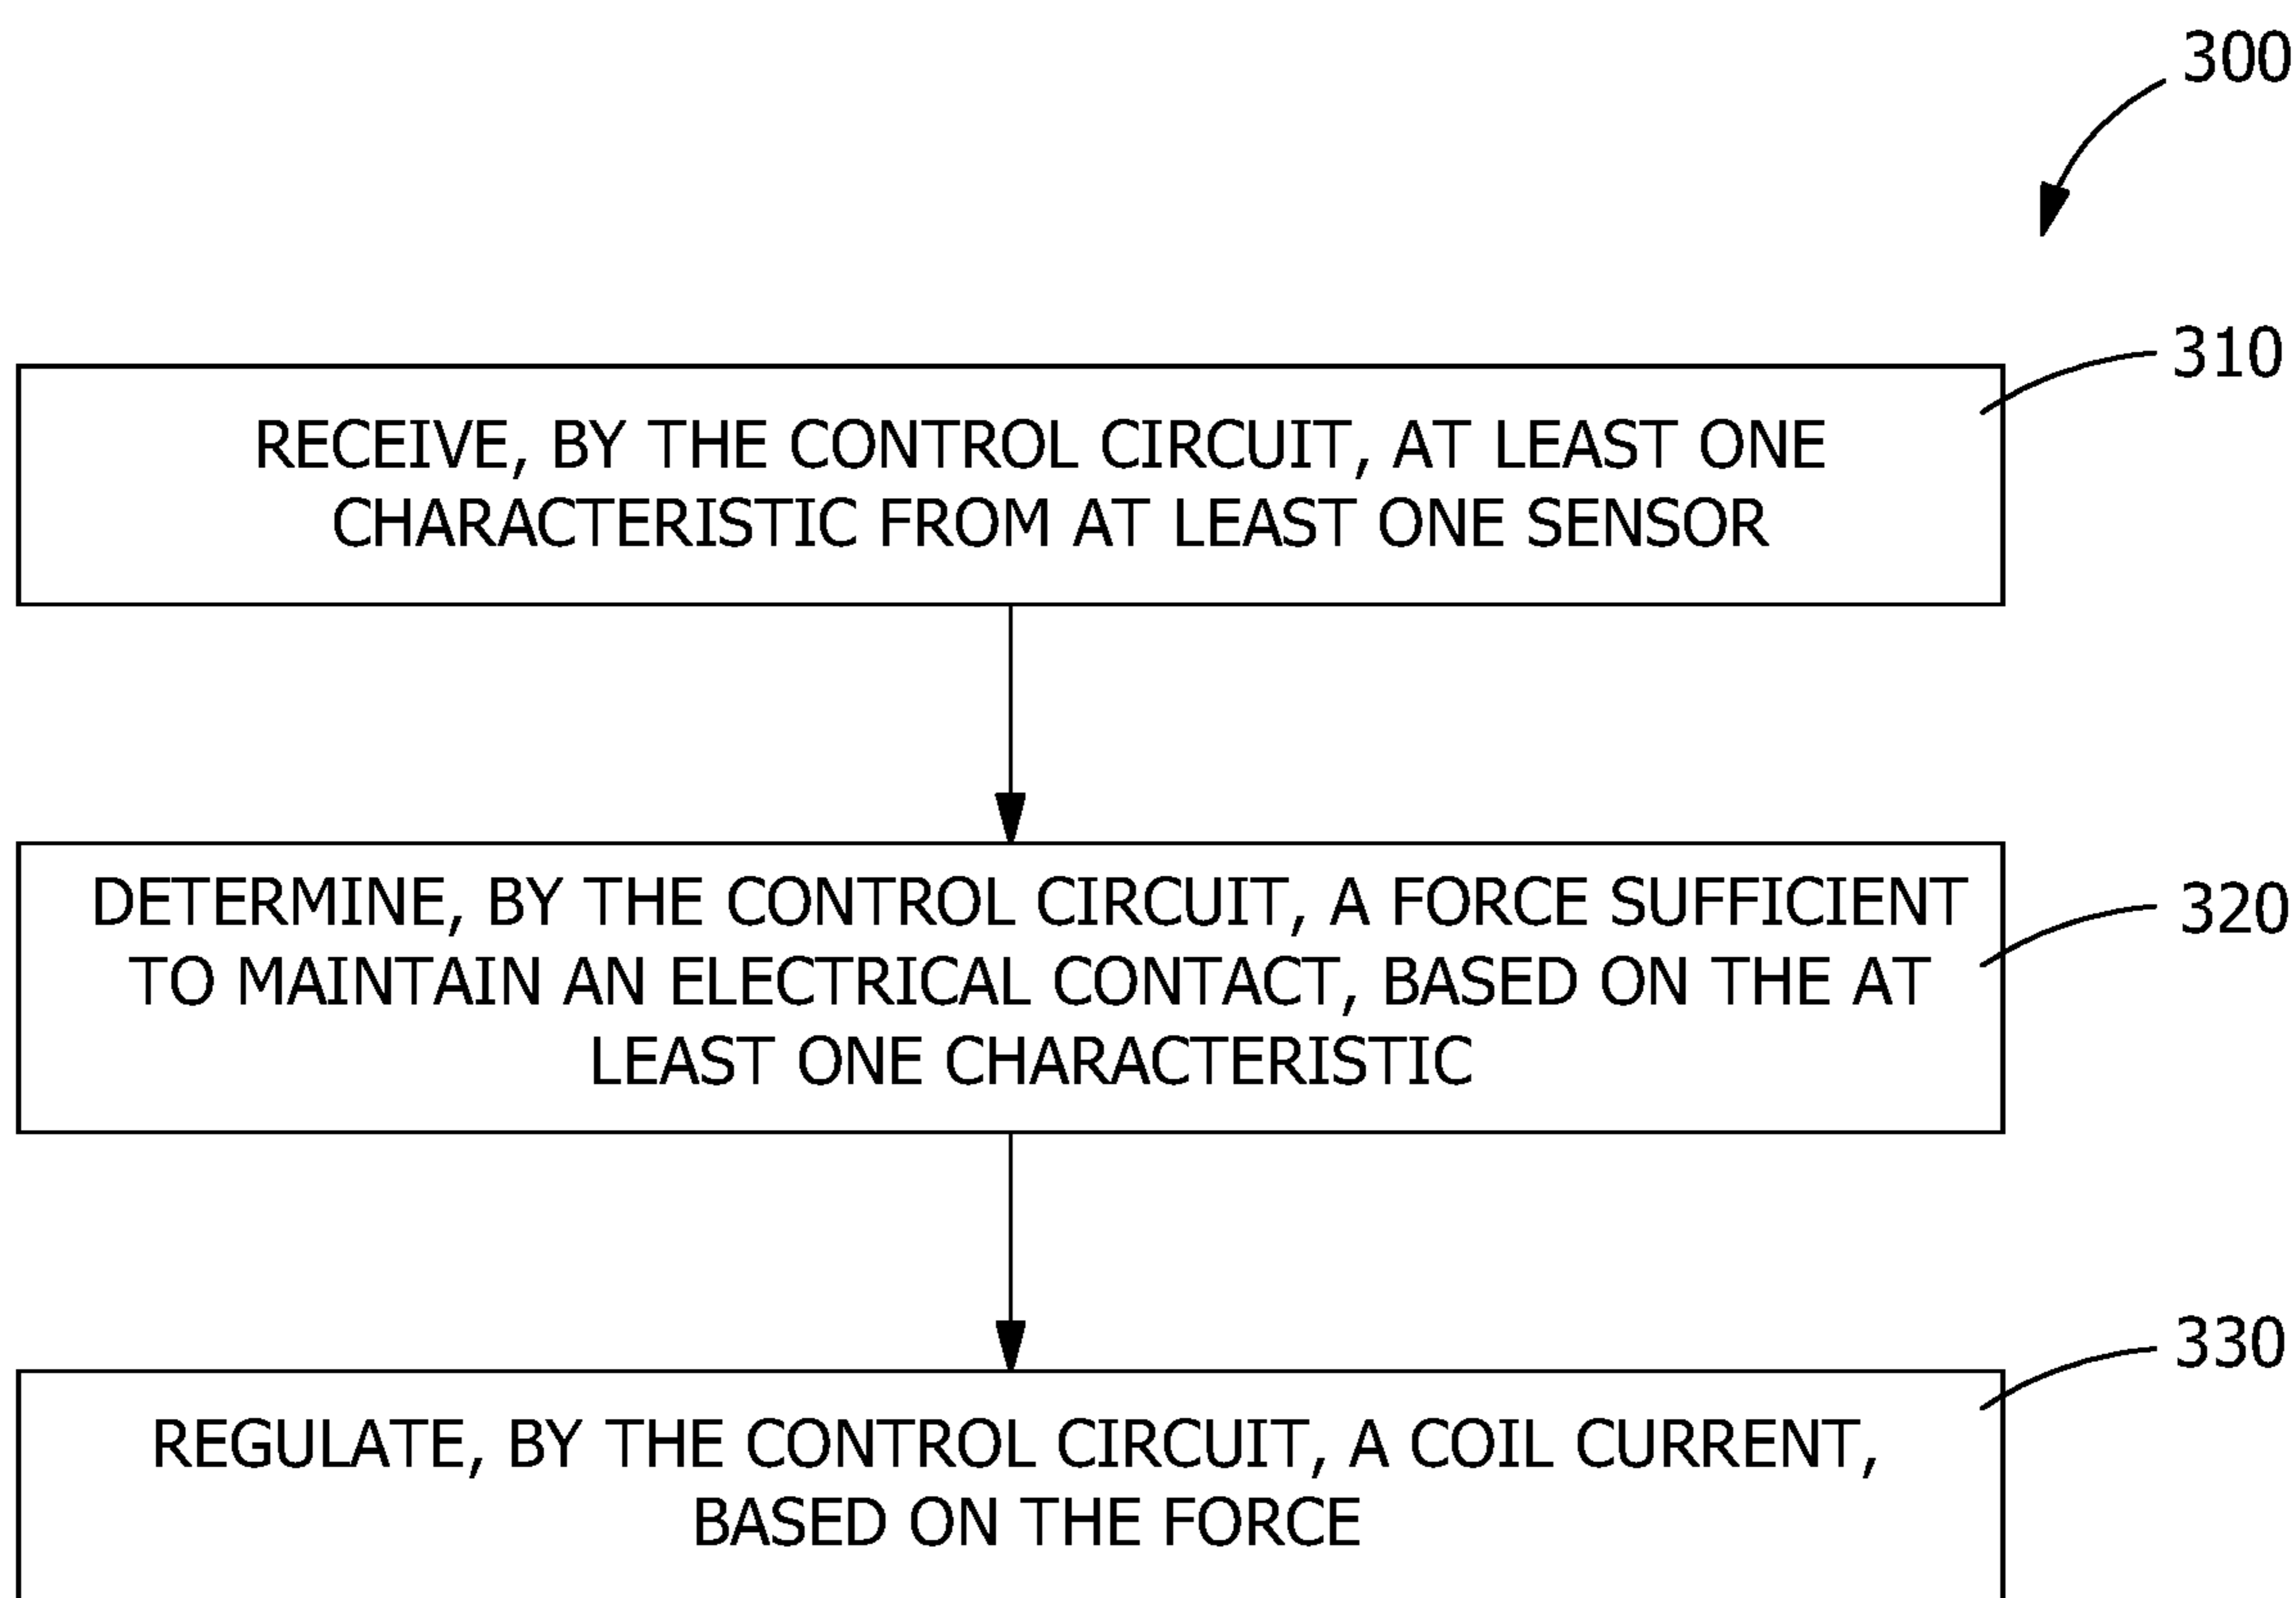 300
310
RECEIVE, BY THE CONTROL CIRCUIT, AT LEAST ONE
CHARACTERISTIC FROM AT LEAST ONE SENSOR
DETERMINE, BY THE CONTROL CIRCUIT, A FORCE SUFFICIENT
320
TO MAINTAIN AN ELECTRICAL CONTACT, BASED ON THE AT
LEAST ONE CHARACTERISTIC
330
REGULATE, BY THE CONTROL CIRCUIT, A COIL CURRENT,
BASED ON THE FORCE